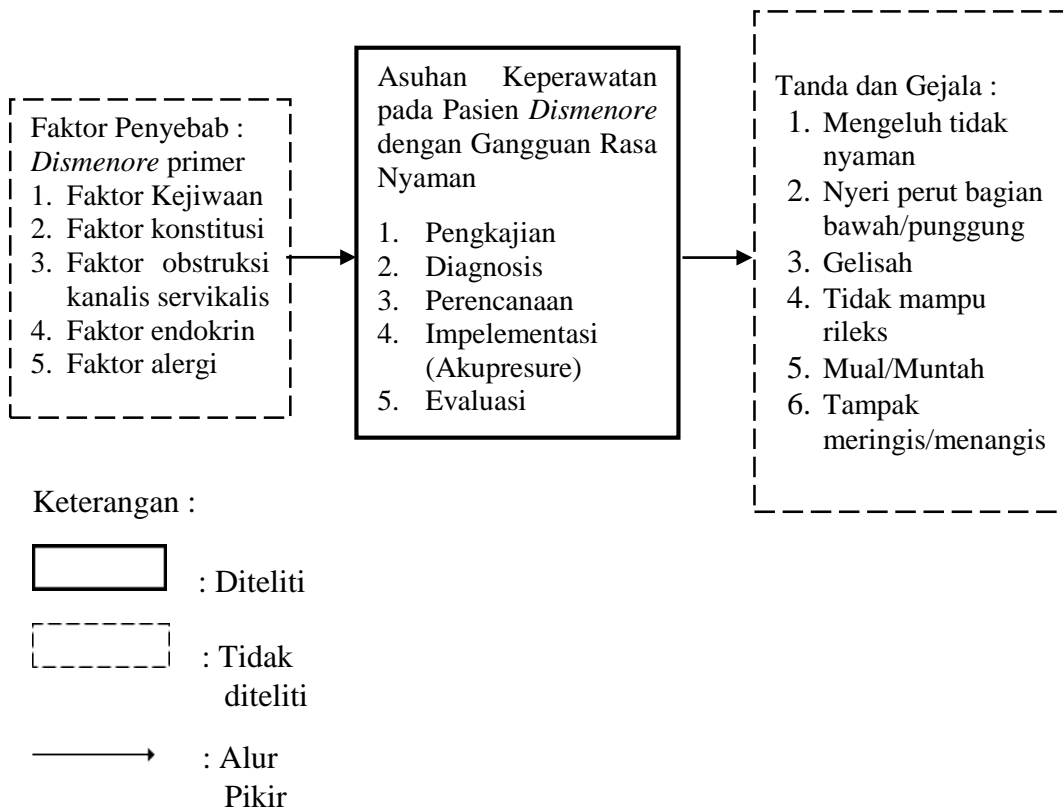 Faktor Penyebab :
Dismenore primer
1. Faktor Kejiwaan
2. Faktor konstitusi
3. Faktor obstruksi
kanalis servikalis
4. Faktor endokrin
5. Faktor alergi
Asuhan Keperawatan
pada Pasien Dismenore
dengan Gangguan Rasa
Nyaman
1. Pengkajian
2. Diagnosis
3. Perencanaan
4. Impelementasi
(Akupresure)
5. Evaluasi
Tanda dan Gejala :
1. Mengeluh tidak
nyaman
2. Nyeri perut bagian
bawah/punggung
3. Gelisah
4. Tidak mampu
rileks
5. Mual/Muntah
6. Tampak
meringis/menangis
Keterangan :
: Diteliti
: Tidak
diteliti
: Alur
Pikir